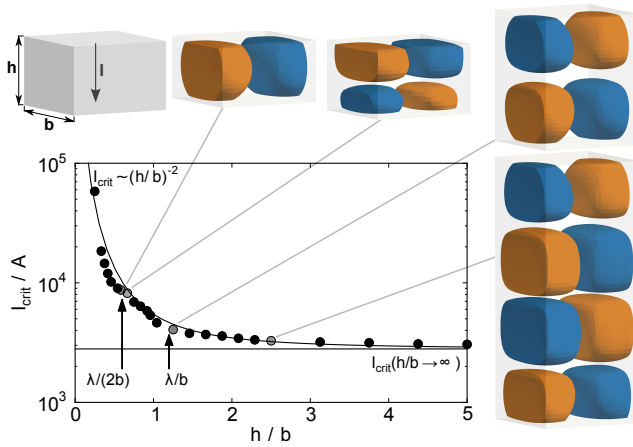 h
I
b
10⁵
I_crit ~(h/b)⁻²
10⁴
I_crit / A
λ/(2b)
λ/b
I_crit(h/b →∞ )
10³
0
1
2
3
4
5
h / b